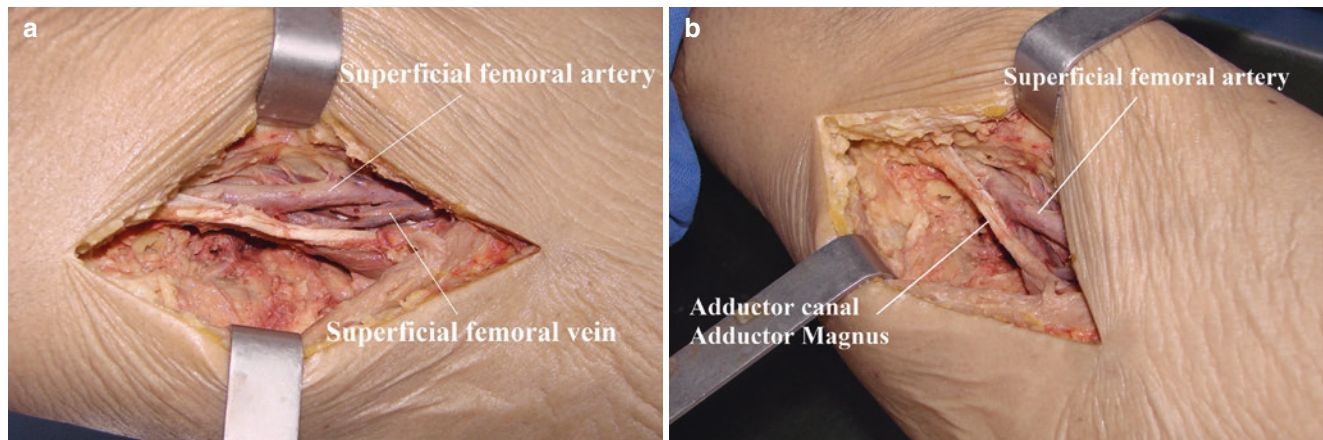 a
Superficial femoral artery
Superficial femoral vein
b
Superficial femoral artery
Adductor canal
Adductor Magnus